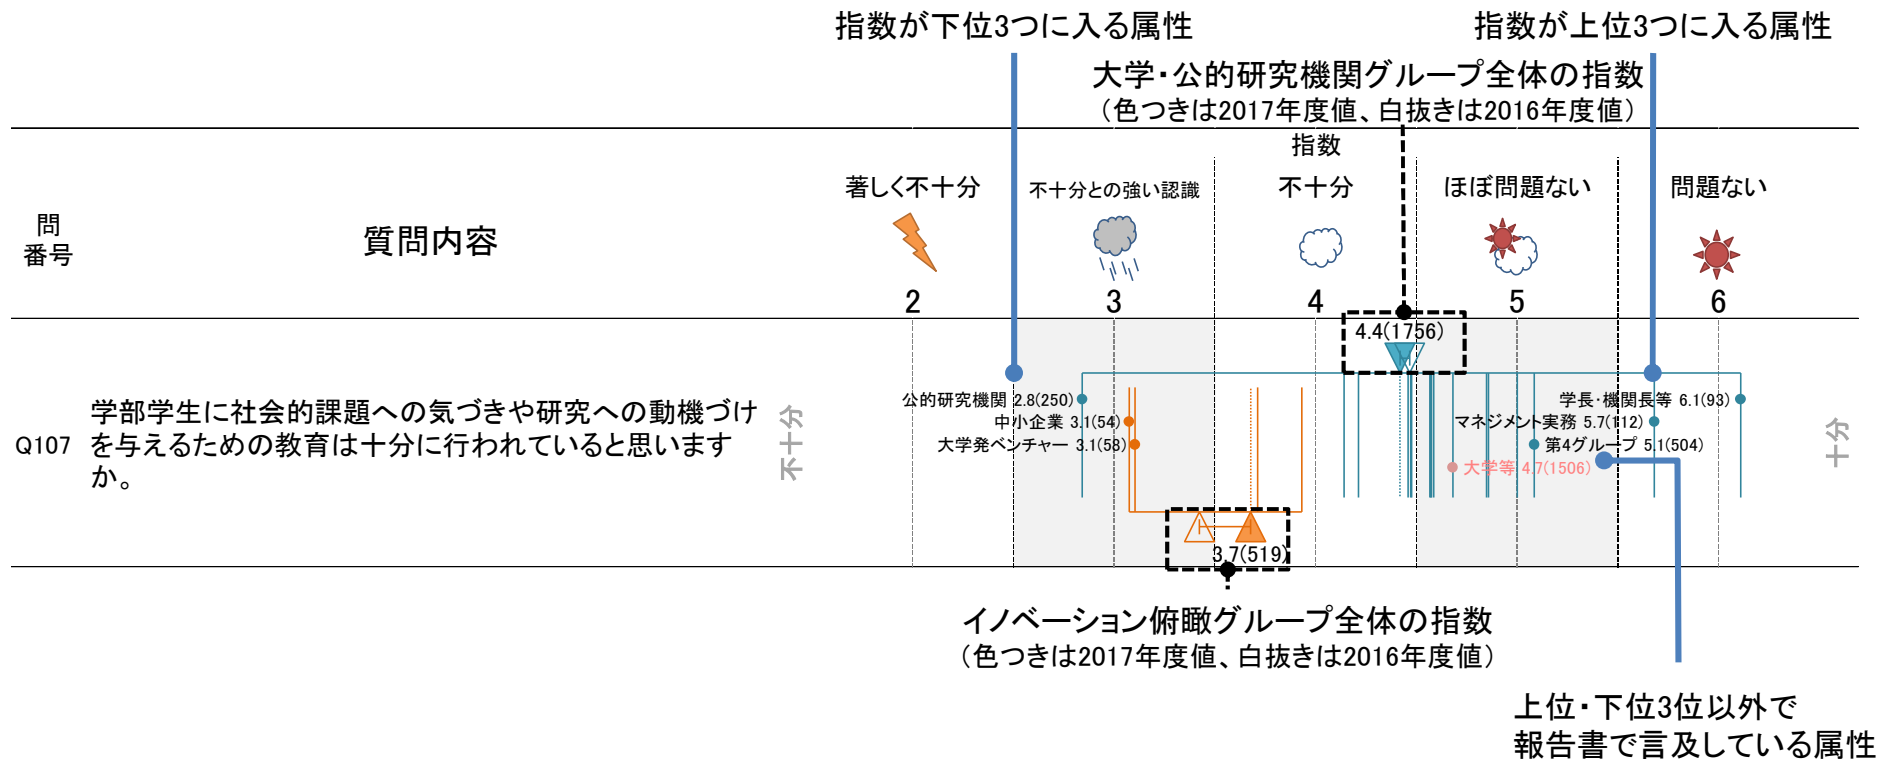 指数が下位3つに入る属性
指数が上位3つに入る属性
大学・公的研究機関グループ全体の指数
（色つきは2017年度値、白抜きは2016年度値）
指数
著しく不十分
不十分との強い認識
不十分
ほぼ問題ない
問題ない
問
番号
質問内容
2
3
4
5
6
4.4(1756)
Q107
学部学生に社会的課題への気づきや研究への動機づけ
を与えるための教育は十分に行われていると思います
か。
不十分
十分
公的研究機関 2.8(250)
中小企業 3.1(54)
大学発ベンチャー 3.1(58)
学長・機関長等 6.1(93)
マネジメント実務 5.7(112)
第4グループ 5.1(504)
大学等 4.7(1506)
3.7(519)
イノベーション俯瞰グループ全体の指数
（色つきは2017年度値、白抜きは2016年度値）
上位・下位3位以外で
報告書で言及している属性